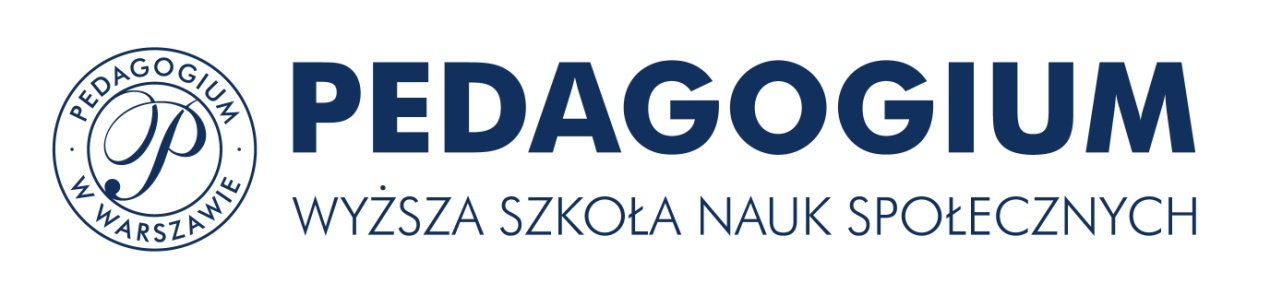 PEDAGOGIUM
W WARSZAWIE
P
PEDAGOGIUM
WYŻSZA SZKOŁA NAUK SPOŁECZNYCH